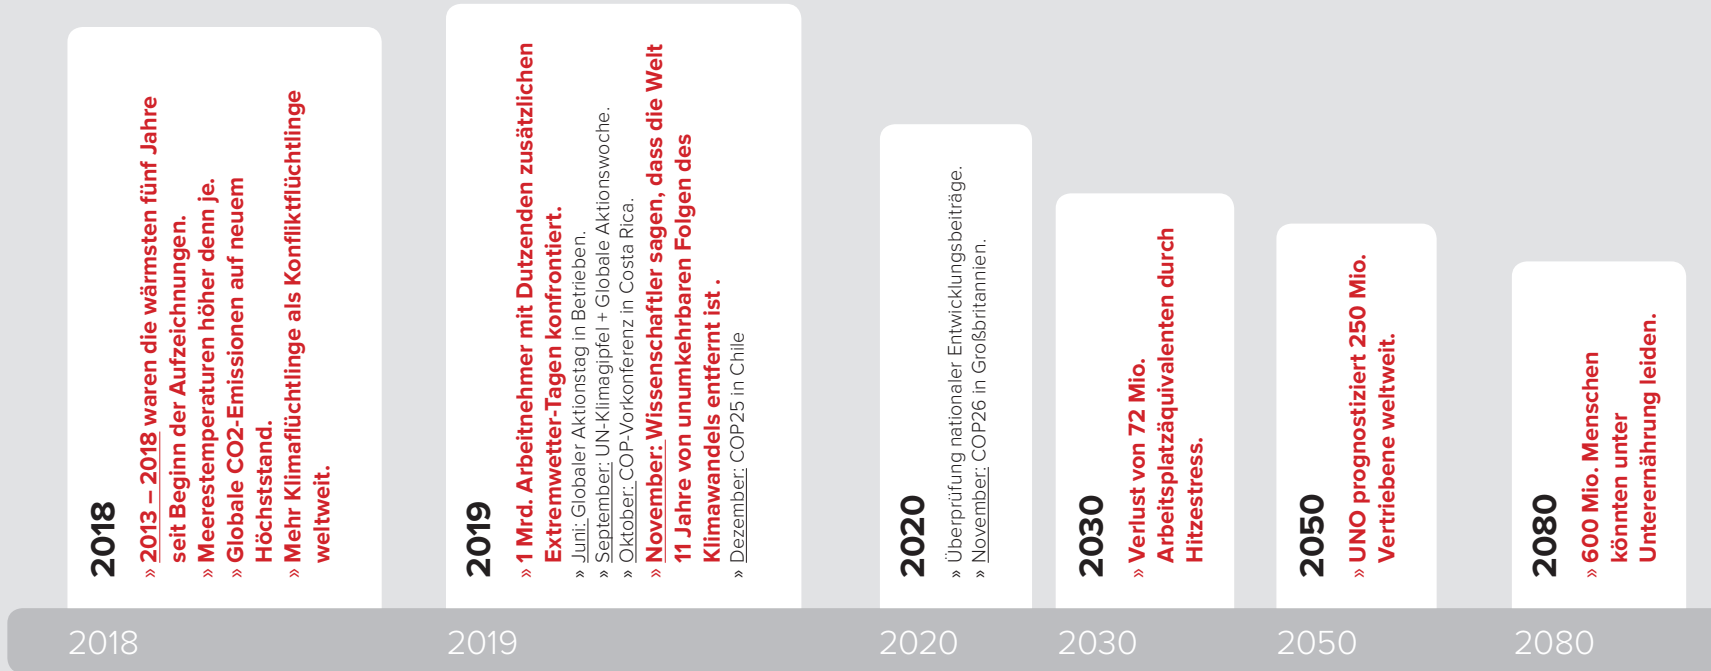 2018
» 2013 – 2018 waren die wärmsten fünf Jahre
seit Beginn der Aufzeichnungen.
» Meerestemperaturen höher denn je.
» Globale CO2-Emissionen auf neuem
Höchststand.
» Mehr Klimaflüchtlinge als Konfliktflüchtlinge
weltweit.
2019
» 1 Mrd. Arbeitnehmer mit Dutzenden zusätzlichen
Extremwetter-Tagen konfrontiert.
» Juni: Globaler Aktionstag in Betrieben.
» September: UN-Klimagipfel + Globale Aktionswoche.
» Oktober: COP-Vorkonferenz in Costa Rica.
» November: Wissenschaftler sagen, dass die Welt
11 Jahre von unumkehrbaren Folgen des
Klimawandels entfernt ist .
» Dezember: COP25 in Chile
2020
» Überprüfung nationaler Entwicklungsbeiträge.
» November: COP26 in Großbritannien.
2030
» Verlust von 72 Mio.
Arbeitsplatzäquivalenten durch
Hitzestress.
2050
» UNO prognostiziert 250 Mio.
Vertriebene weltweit.
2080
» 600 Mio. Menschen
könnten unter
Unterernährung leiden.
2018
2019
2020
2030
2050
2080